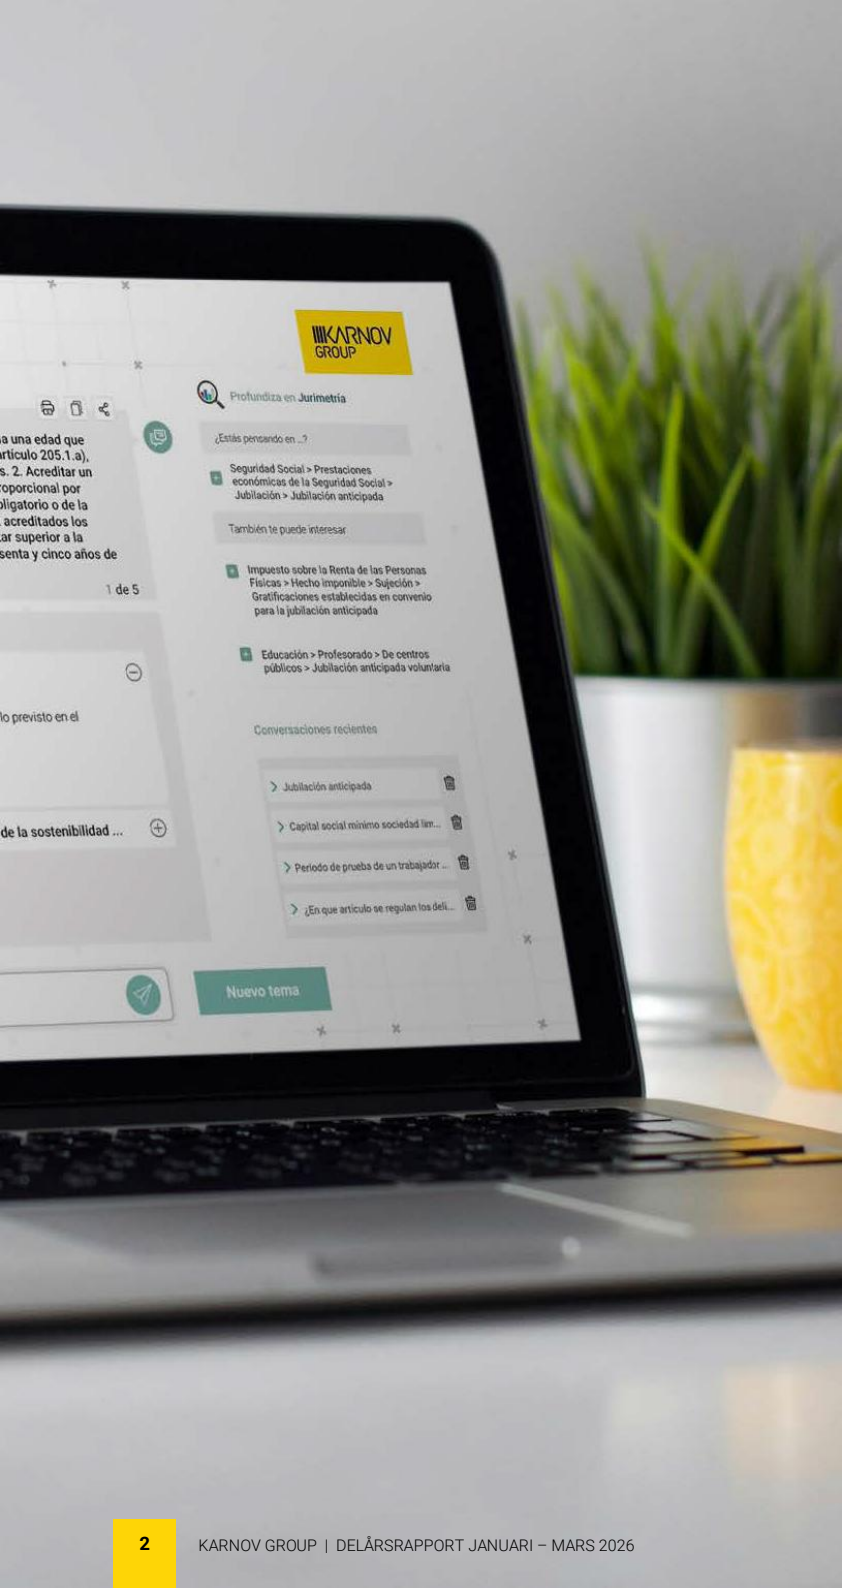 KARNOV
GROUP
Profundiza en Jurimetría
¿Estás pensando en ...?
Seguridad Social > Prestaciones
económicas de la Seguridad Social >
Jubilación > Jubilación anticipada
También te puede interesar
Impuesto sobre la Renta de las Personas
Físicas > Hecho imponible > Sujeción >
Gratificaciones establecidas en convenio
para la jubilación anticipada
Educación > Profesorado > De centros
públicos > Jubilación anticipada voluntaria
Conversaciones recientes
Jubilación anticipada
Capital social mínimo sociedad lim...
Periodo de prueba de un trabajador ...
¿En que artículo se regulan los deli...
Nuevo tema
a una edad que
rtículo 205.1.a),
s. 2. Acreditar un
roporcional por
bligatorio o de la
acreditados los
tar superior a la
senta y cinco años de
1 de 5
lo previsto en el
de la sostenibilidad ...
2
KARNOV GROUP | DELÅRSRAPPORT JANUARI – MARS 2026